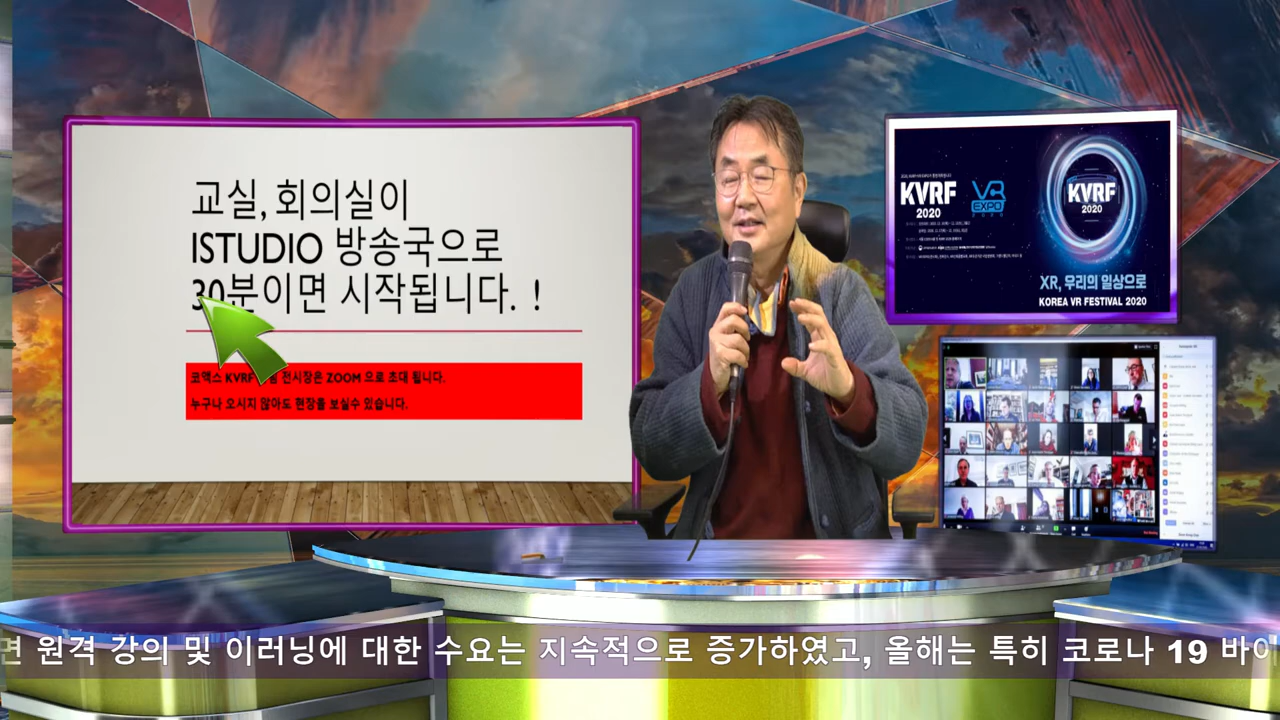 교실, 회의실이
ISTUDIO 방송국으로
30분이면 시작됩니다. !
코엑스 KVRF 전시장은 ZOOM 으로 초대 됩니다.
누구나 오시지 않아도 현장을 보실수 있습니다.
KVRF
2020
VR
EXPO
2020
KVRF
2020
XR, 우리의 일상으로
KOREA VR FESTIVAL 2020
면 원격 강의 및 이러닝에 대한 수요는 지속적으로 증가하였고, 올해는 특히 코로나 19 바이